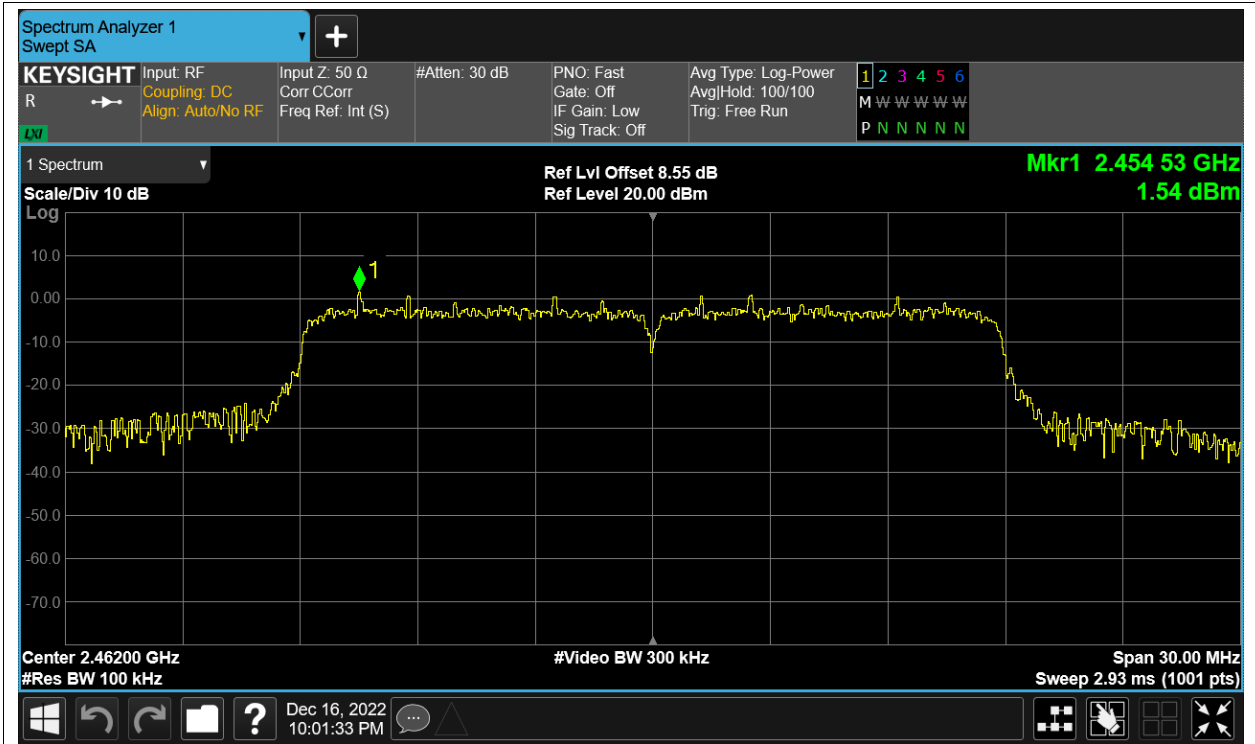 Spectrum Analyzer 1
Swept SA
KEYSIGHT
R
LXI
Input: RF
Coupling: DC
Align: Auto/No RF
Input Z: 50 Ω
Corr CCorr
Freq Ref: Int (S)
#Atten: 30 dB
PNO: Fast
Gate: Off
IF Gain: Low
Sig Track: Off
Avg Type: Log-Power
Avg|Hold: 100/100
Trig: Free Run
1 2 3 4 5 6
M W W W W W
P N N N N N
1 Spectrum
Scale/Div 10 dB
Log
Ref Lvl Offset 8.55 dB
Ref Level 20.00 dBm
Mkr1 2.454 53 GHz
1.54 dBm
1
10.0
0.00
-10.0
-20.0
-30.0
-40.0
-50.0
-60.0
-70.0
Center 2.46200 GHz
#Res BW 100 kHz
#Video BW 300 kHz
Span 30.00 MHz
Sweep 2.93 ms (1001 pts)
?
Dec 16, 2022
10:01:33 PM